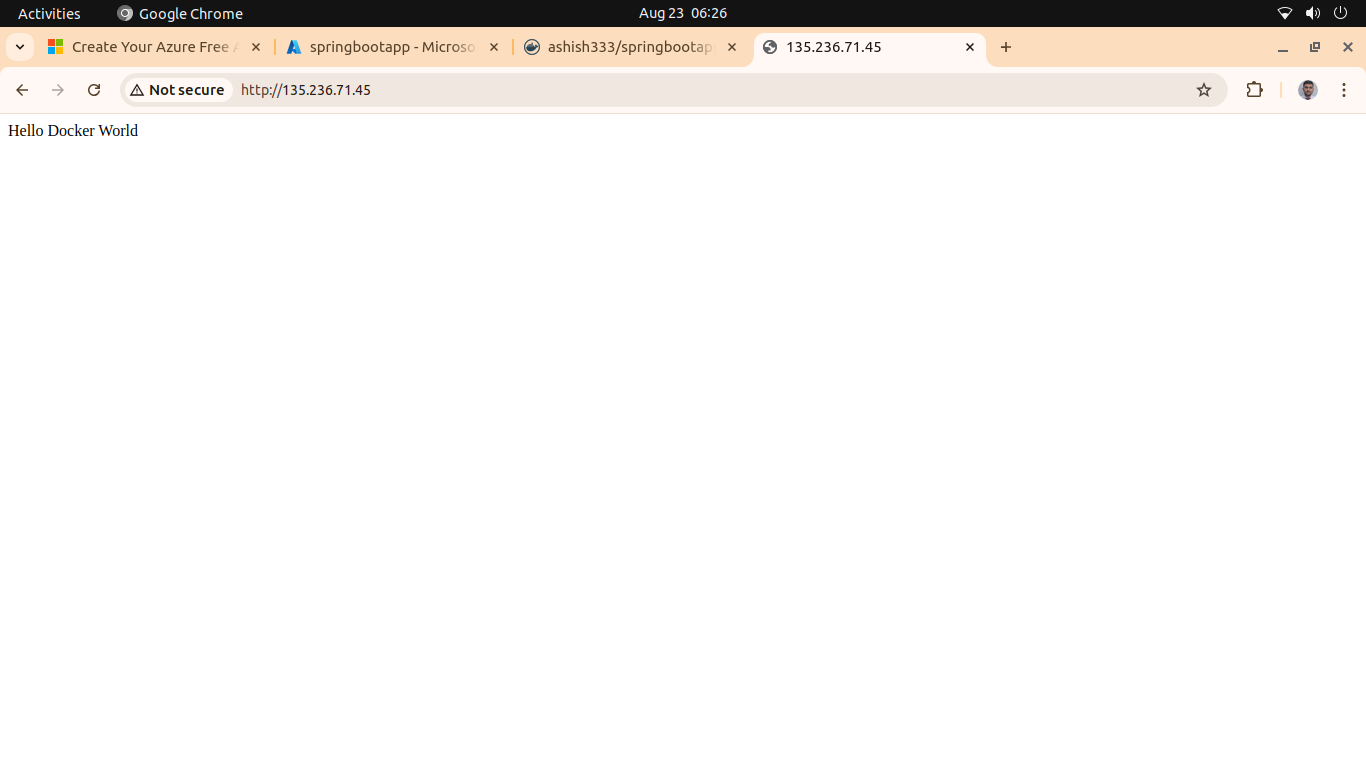 Activities Google Chrome Aug 23 06:26
Create Your Azure Free A springbootapp - Microso ashish333/springbootap 135.236.71.45
Not secure http://135.236.71.45
Hello Docker World